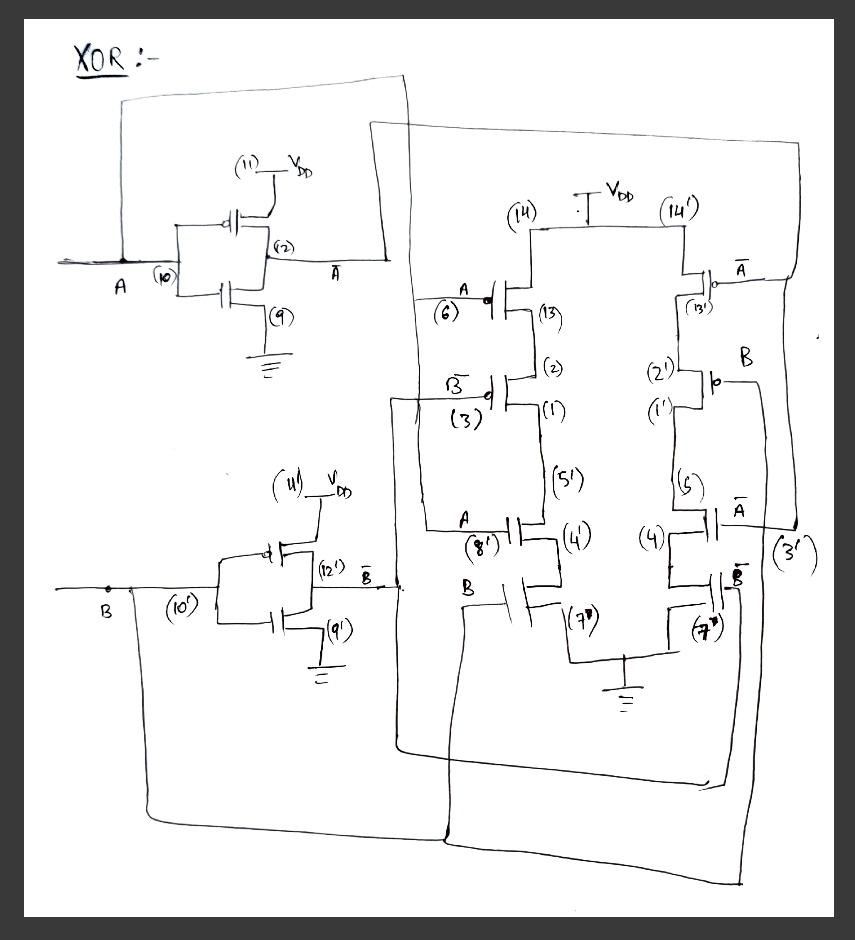 XOR :-
(11) VDD
(12)
A (10) A̅
(9)
VDD
(14) (14')
A A̅
(6) (13) (13')
B̅ (2) (2') B
(3) (1) (1')
(5') (5)
A A̅
(8') (4') (4) (3')
B B̅
(7') (7')
(11') VDD
(12') B̅
B (10')
(9')